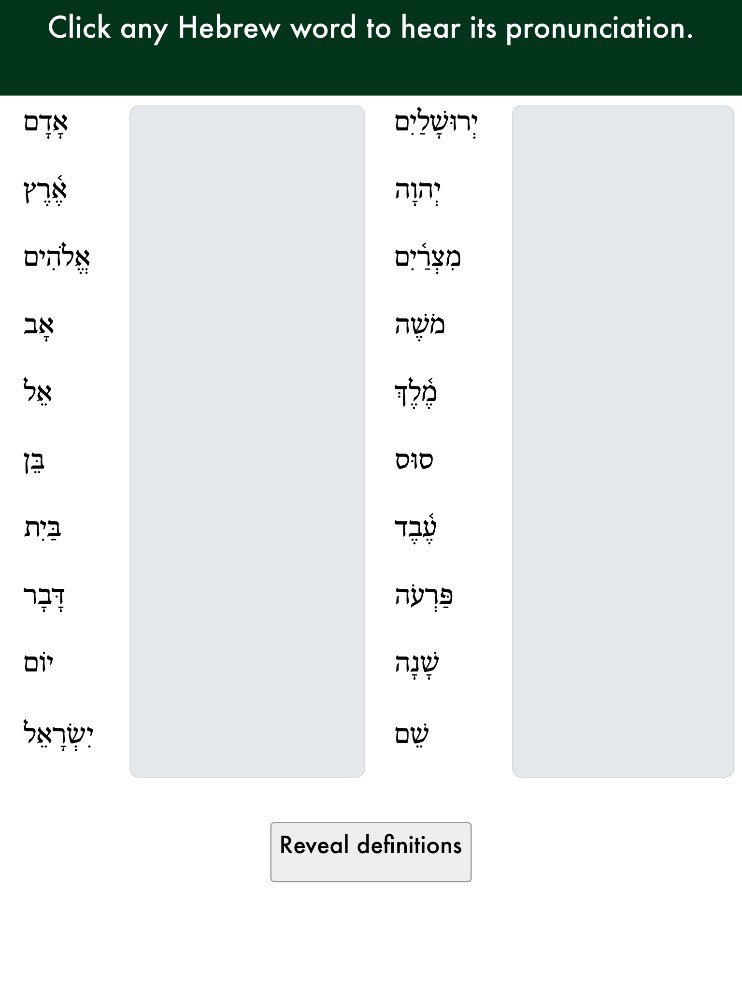 Click any Hebrew word to hear its pronunciation.
אָדָם
אֶ֫רֶץ
אֱלֹהִים
אָב
אֵל
בֵּן
בַּיִת
דָּבָר
יוֹם
יִשְׂרָאֵל
יְרוּשָׁלַיִם
יְהוָה
מִצְרַ֫יִם
מֹשֶׁה
מֶ֫לֶךְ
סוּס
עֶ֫בֶד
פַּרְעֹה
שָׁנָה
שֵׁם
Reveal definitions